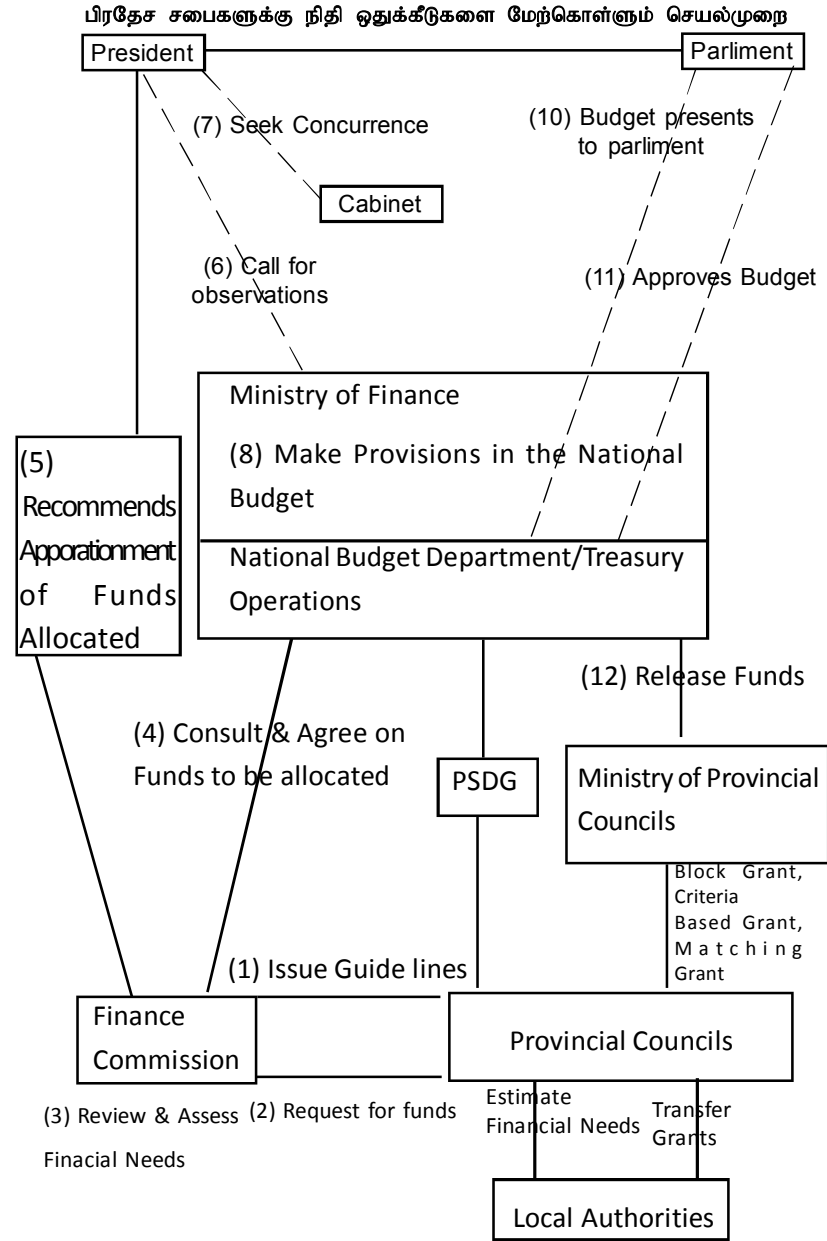 பிரதேச சபைகளுக்கு நிதி ஒதுக்கீடுகளை மேற்கொள்ளும் செயல்முறை
President
Parliment
(7) Seek Concurrence
(10) Budget presents
to parliment
Cabinet
(6) Call for
observations
(11) Approves Budget
Ministry of Finance
(8) Make Provisions in the National
Budget
(5)
Recommends
Apporationment
of Funds
Allocated
National Budget Department/Treasury
Operations
(12) Release Funds
(4) Consult & Agree on
Funds to be allocated
PSDG
Ministry of Provincial
Councils
Block Grant,
Criteria
Based Grant,
Matching
Grant
(1) Issue Guide lines
Finance
Commission
Provincial Councils
(3) Review & Assess
Finacial Needs
(2) Request for funds
Estimate
Financial Needs
Transfer
Grants
Local Authorities